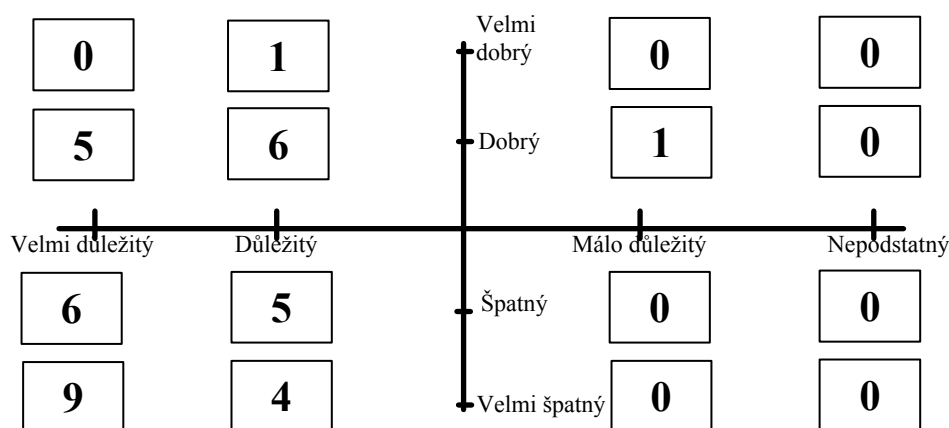 Velmi
dobrý
0 1 0 0
5 6 Dobrý 1 0
Velmi důležitý Důležitý Málo důležitý Nepodstatný
6 5 Špatný 0 0
9 4 Velmi špatný 0 0